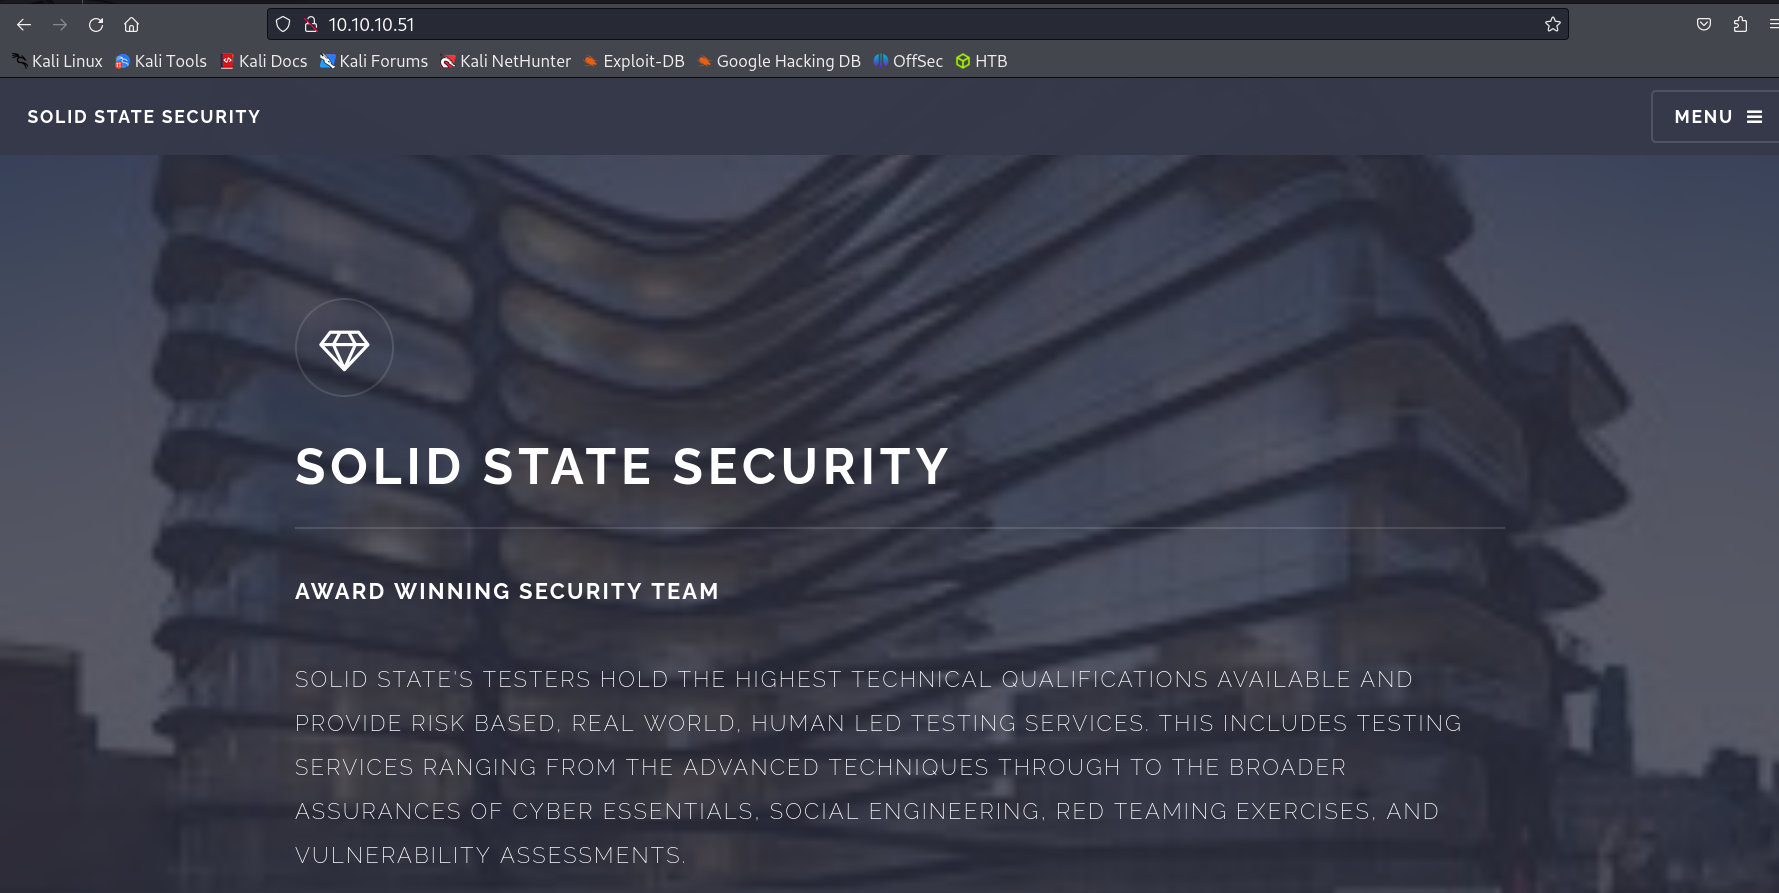 10.10.10.51
Kali Linux Kali Tools Kali Docs Kali Forums Kali NetHunter Exploit-DB Google Hacking DB OffSec HTB
SOLID STATE SECURITY MENU
SOLID STATE SECURITY
AWARD WINNING SECURITY TEAM
SOLID STATE'S TESTERS HOLD THE HIGHEST TECHNICAL QUALIFICATIONS AVAILABLE AND
PROVIDE RISK BASED, REAL WORLD, HUMAN LED TESTING SERVICES. THIS INCLUDES TESTING
SERVICES RANGING FROM THE ADVANCED TECHNIQUES THROUGH TO THE BROADER
ASSURANCES OF CYBER ESSENTIALS, SOCIAL ENGINEERING, RED TEAMING EXERCISES, AND
VULNERABILITY ASSESSMENTS.